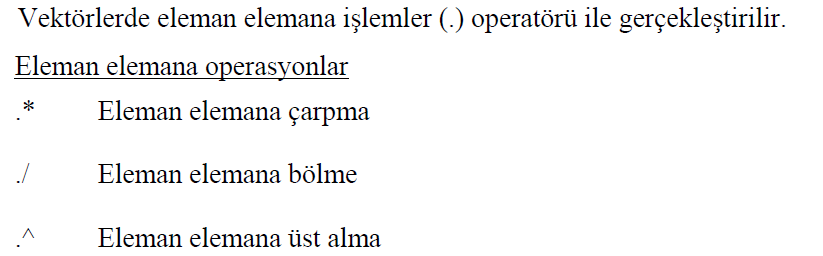 Vektörlerde eleman elemana işlemler (.) operatörü ile gerçekleştirilir.
Eleman elemana operasyonlar
.* Eleman elemana çarpma
./ Eleman elemana bölme
.^ Eleman elemana üst alma